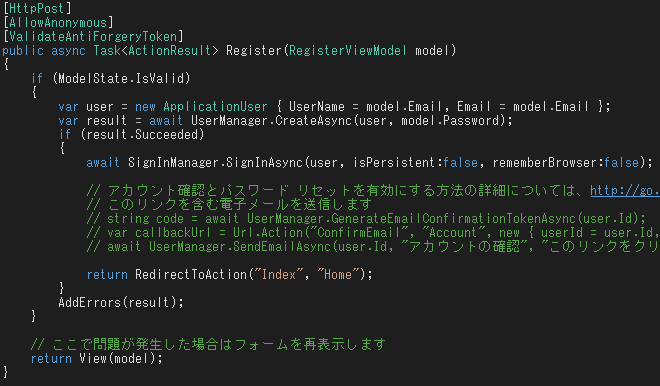 [HttpPost]
[AllowAnonymous]
[ValidateAntiForgeryToken]
public async Task<ActionResult> Register(RegisterViewModel model)
{
    if (ModelState.IsValid)
    {
        var user = new ApplicationUser { UserName = model.Email, Email = model.Email };
        var result = await UserManager.CreateAsync(user, model.Password);
        if (result.Succeeded)
        {
            await SignInManager.SignInAsync(user, isPersistent:false, rememberBrowser:false);

            // アカウント確認とパスワード リセットを有効にする方法の詳細については、http://go.
            // このリンクを含む電子メールを送信します
            // string code = await UserManager.GenerateEmailConfirmationTokenAsync(user.Id);
            // var callbackUrl = Url.Action("ConfirmEmail", "Account", new { userId = user.Id,
            // await UserManager.SendEmailAsync(user.Id, "アカウントの確認", "このリンクをクリ

            return RedirectToAction("Index", "Home");
        }
        AddErrors(result);
    }

    // ここで問題が発生した場合はフォームを再表示します
    return View(model);
}